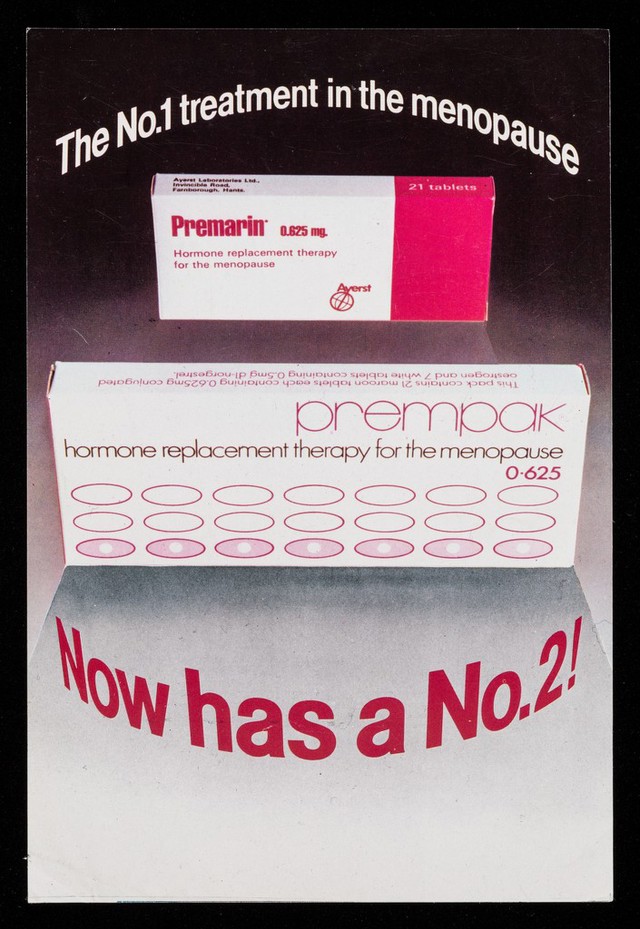 The No.1 treatment in the menopause
Ayerst Laboratories Ltd.,
Invincible Road,
Farnborough. Hants.
21 tablets
Premarin® 0.625 mg.
Hormone replacement therapy
for the menopause
Ayerst
This pack contains 21 maroon tablets each containing 0.625mg conjugated
oestrogen and 7 white tablets containing 0.5mg dl-norgestrel.
prempak
hormone replacement therapy for the menopause
0·625
Now has a No.2!